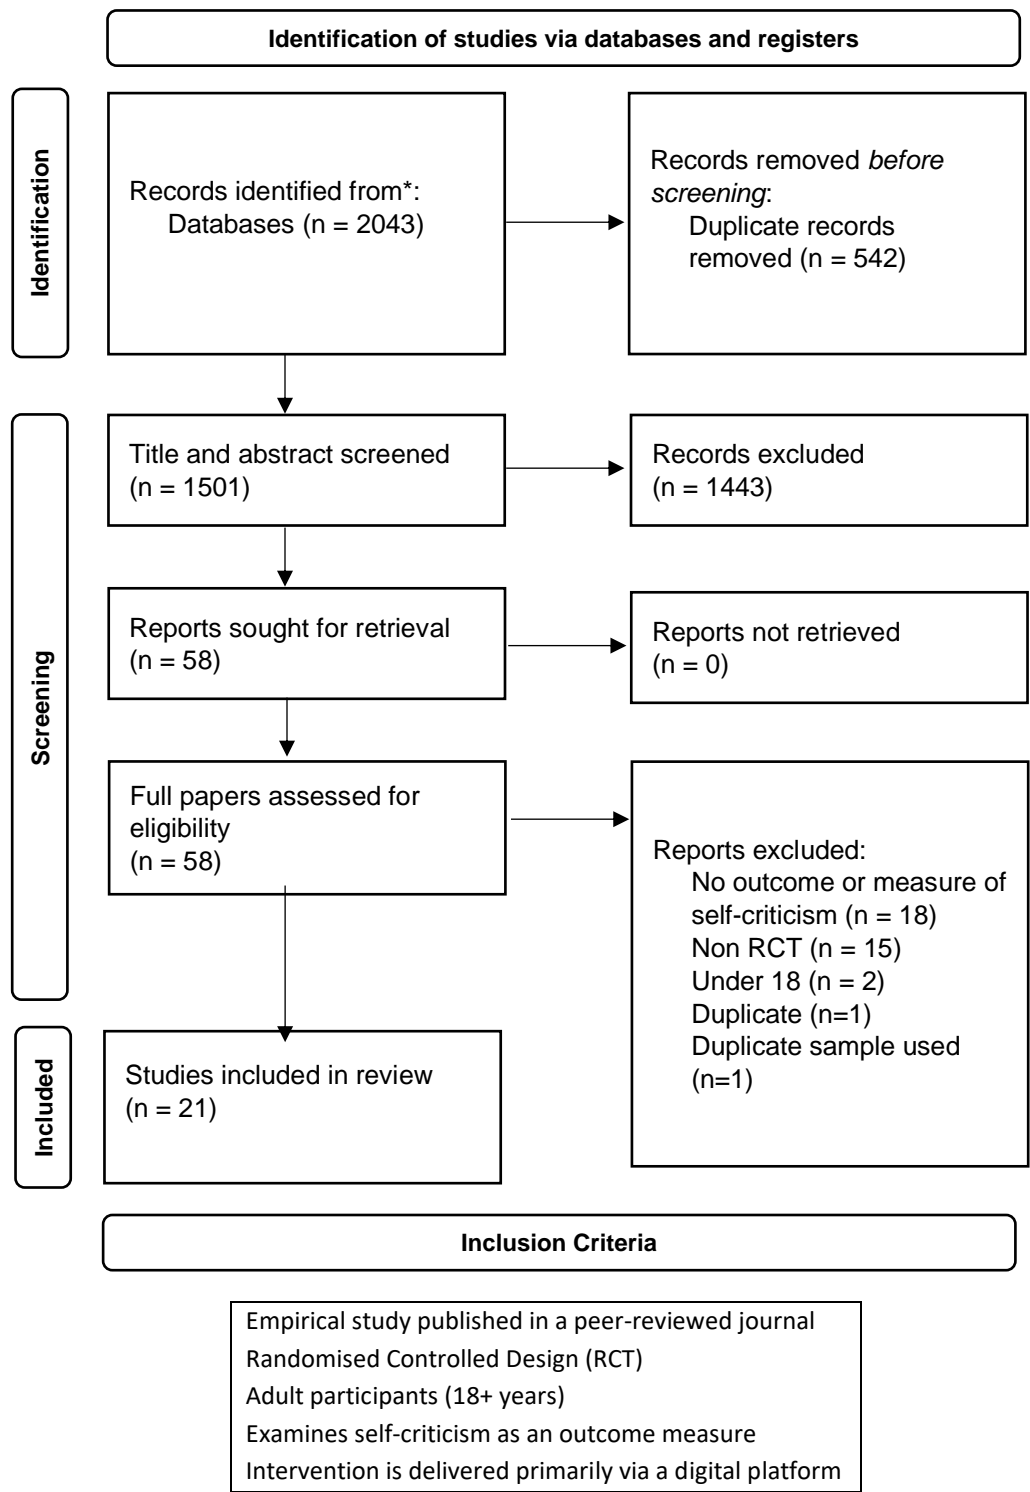 Identification of studies via databases and registers
Identification
Records identified from*:
Databases (n = 2043)
Records removed before
screening:
Duplicate records
removed (n = 542)
Screening
Title and abstract screened
(n = 1501)
Records excluded
(n = 1443)
Reports sought for retrieval
(n = 58)
Reports not retrieved
(n = 0)
Full papers assessed for
eligibility
(n = 58)
Reports excluded:
No outcome or measure of
self-criticism (n = 18)
Non RCT (n = 15)
Under 18 (n = 2)
Duplicate (n=1)
Duplicate sample used
(n=1)
Included
Studies included in review
(n = 21)
Inclusion Criteria
Empirical study published in a peer-reviewed journal
Randomised Controlled Design (RCT)
Adult participants (18+ years)
Examines self-criticism as an outcome measure
Intervention is delivered primarily via a digital platform